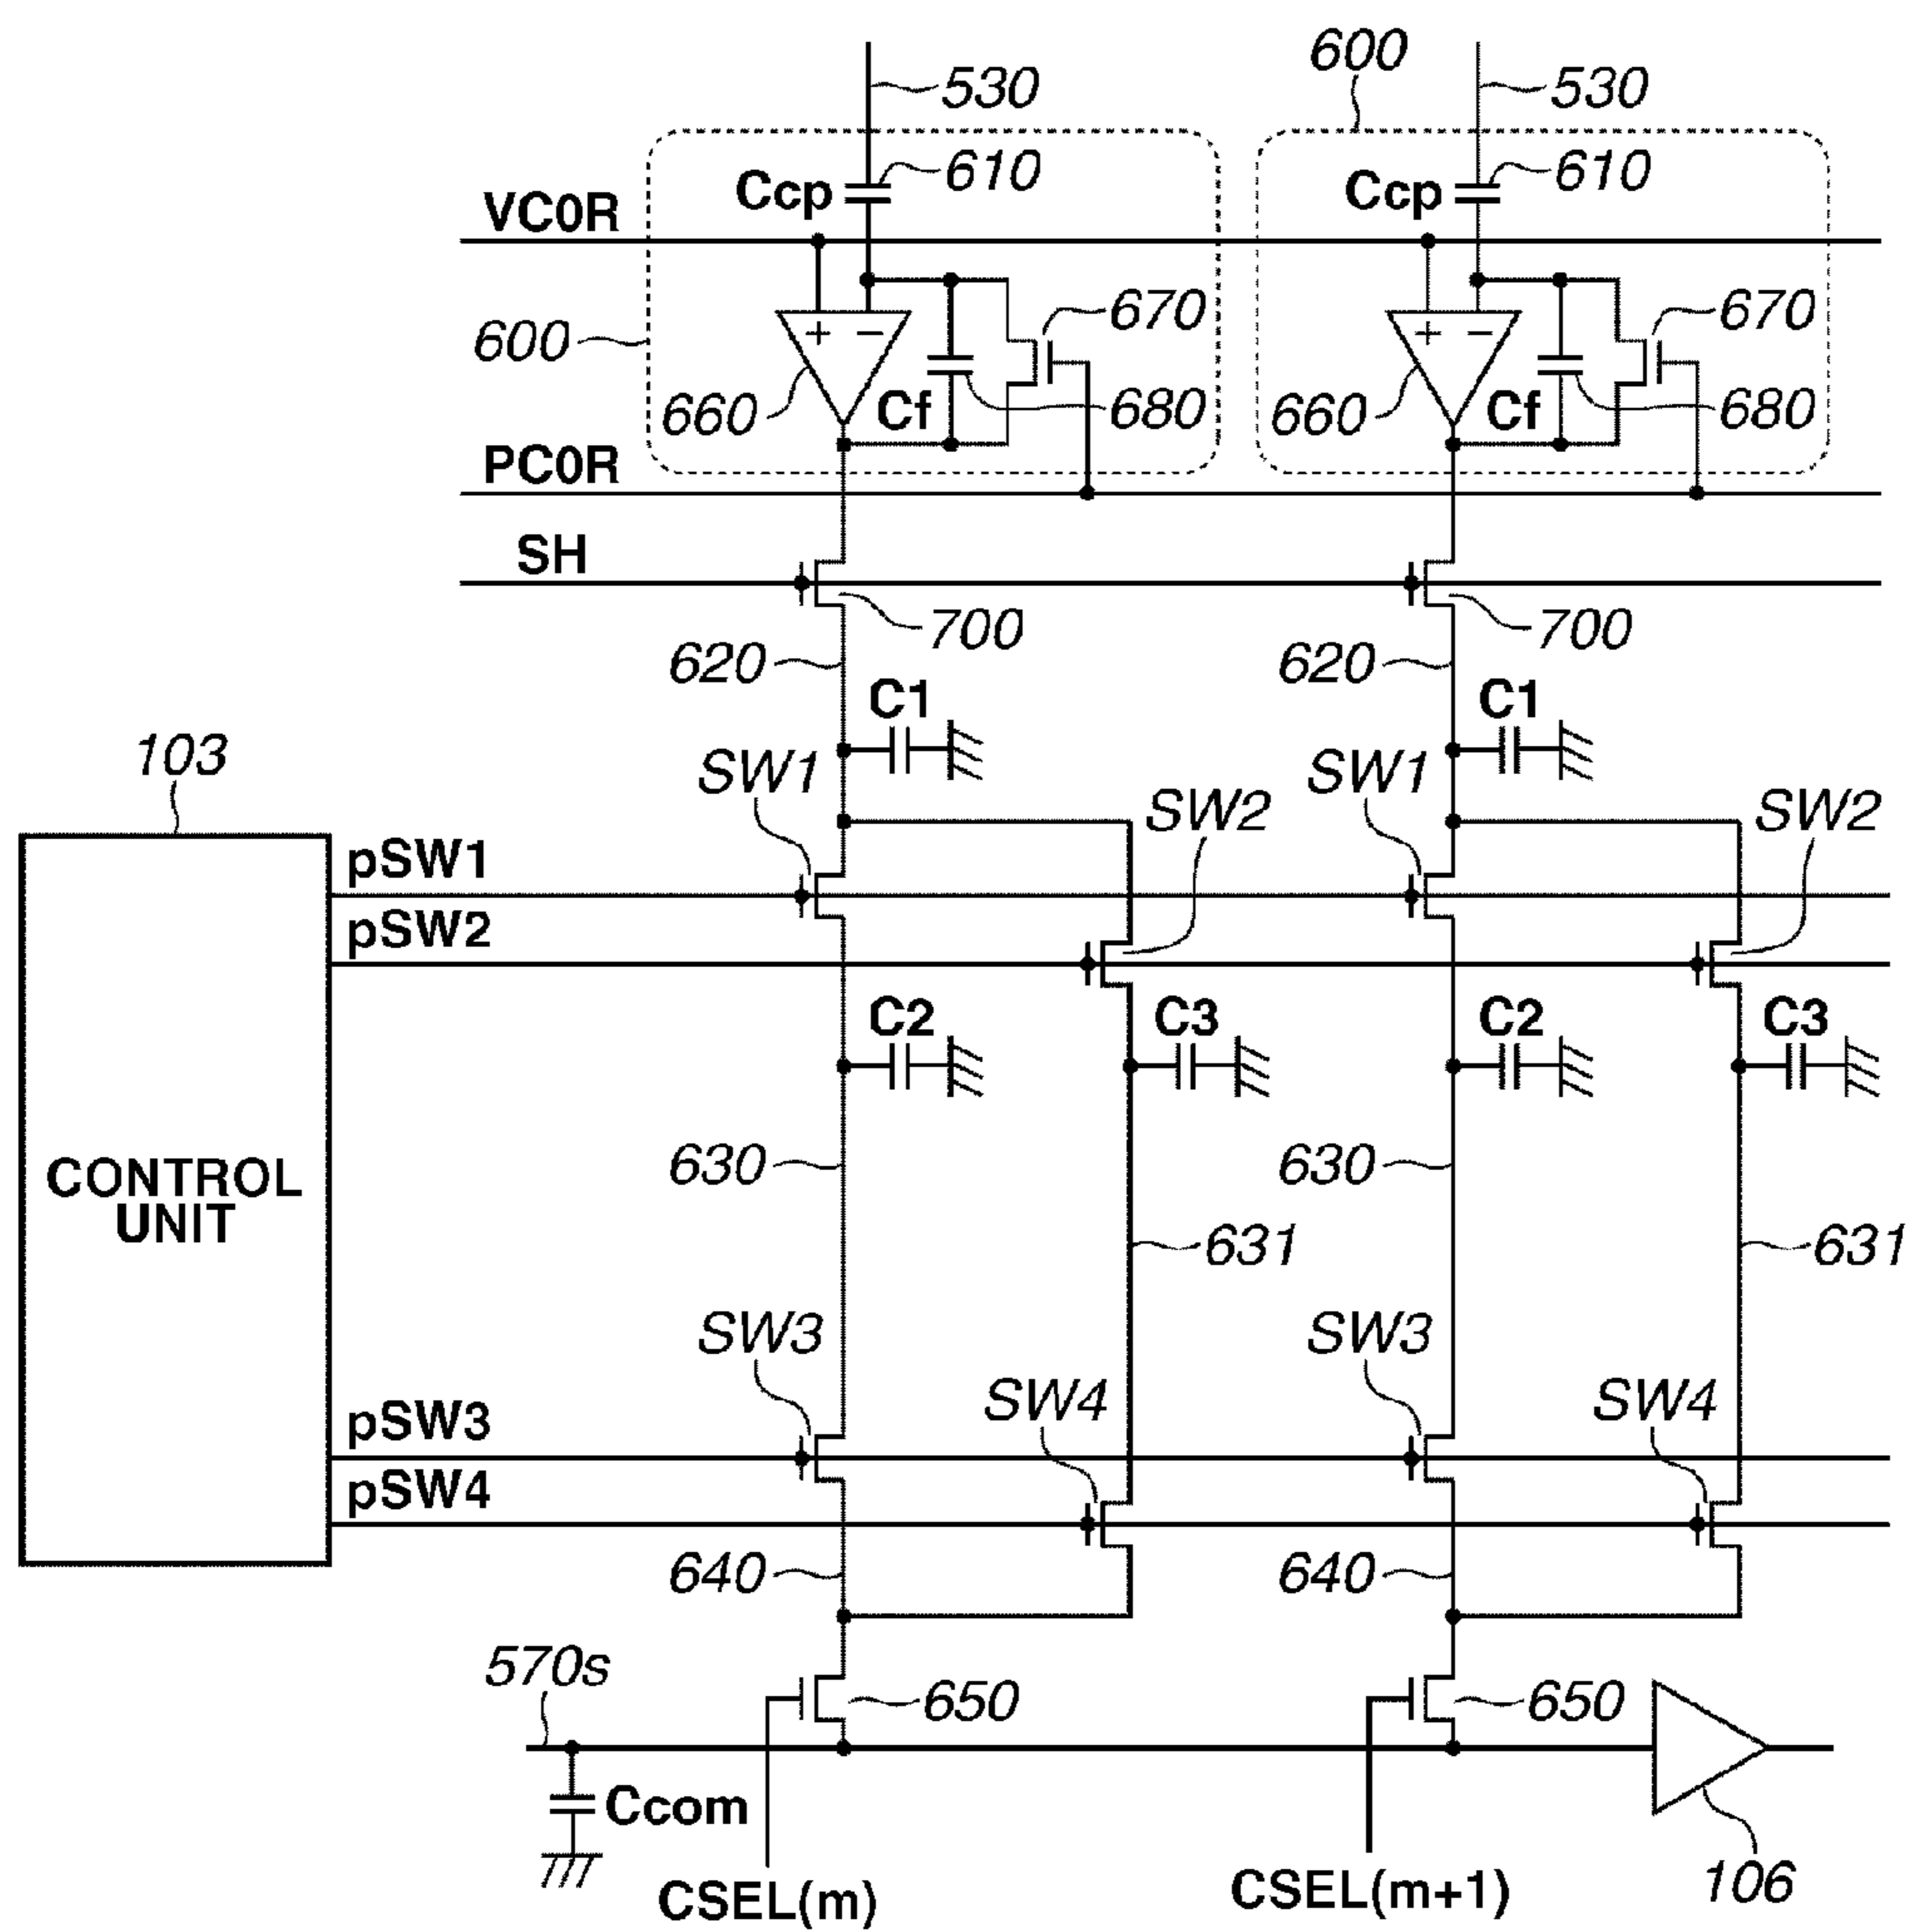 600
530 530
Ccp 610 Ccp 610
VC0R
+ − + −
600 670 670
660 Cf 680 660 Cf 680
PC0R
SH
700 700
620 620
C1 C1
103 SW1 SW1
SW2 SW2
pSW1
pSW2
C2 C3 C2 C3
CONTROL
UNIT
630 630
631 631
SW3 SW3
SW4 SW4
pSW3
pSW4
640 640
570s 650 650
Ccom
CSEL(m) CSEL(m+1) 106